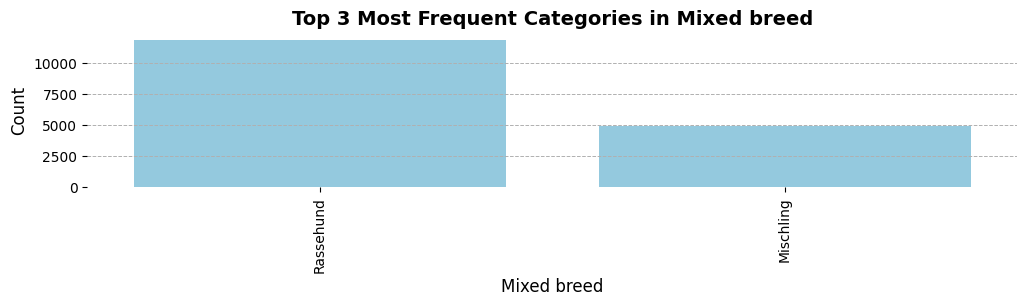 Top 3 Most Frequent Categories in Mixed breed
Count
10000
7500
5000
2500
0
Rassehund
Mischling
Mixed breed